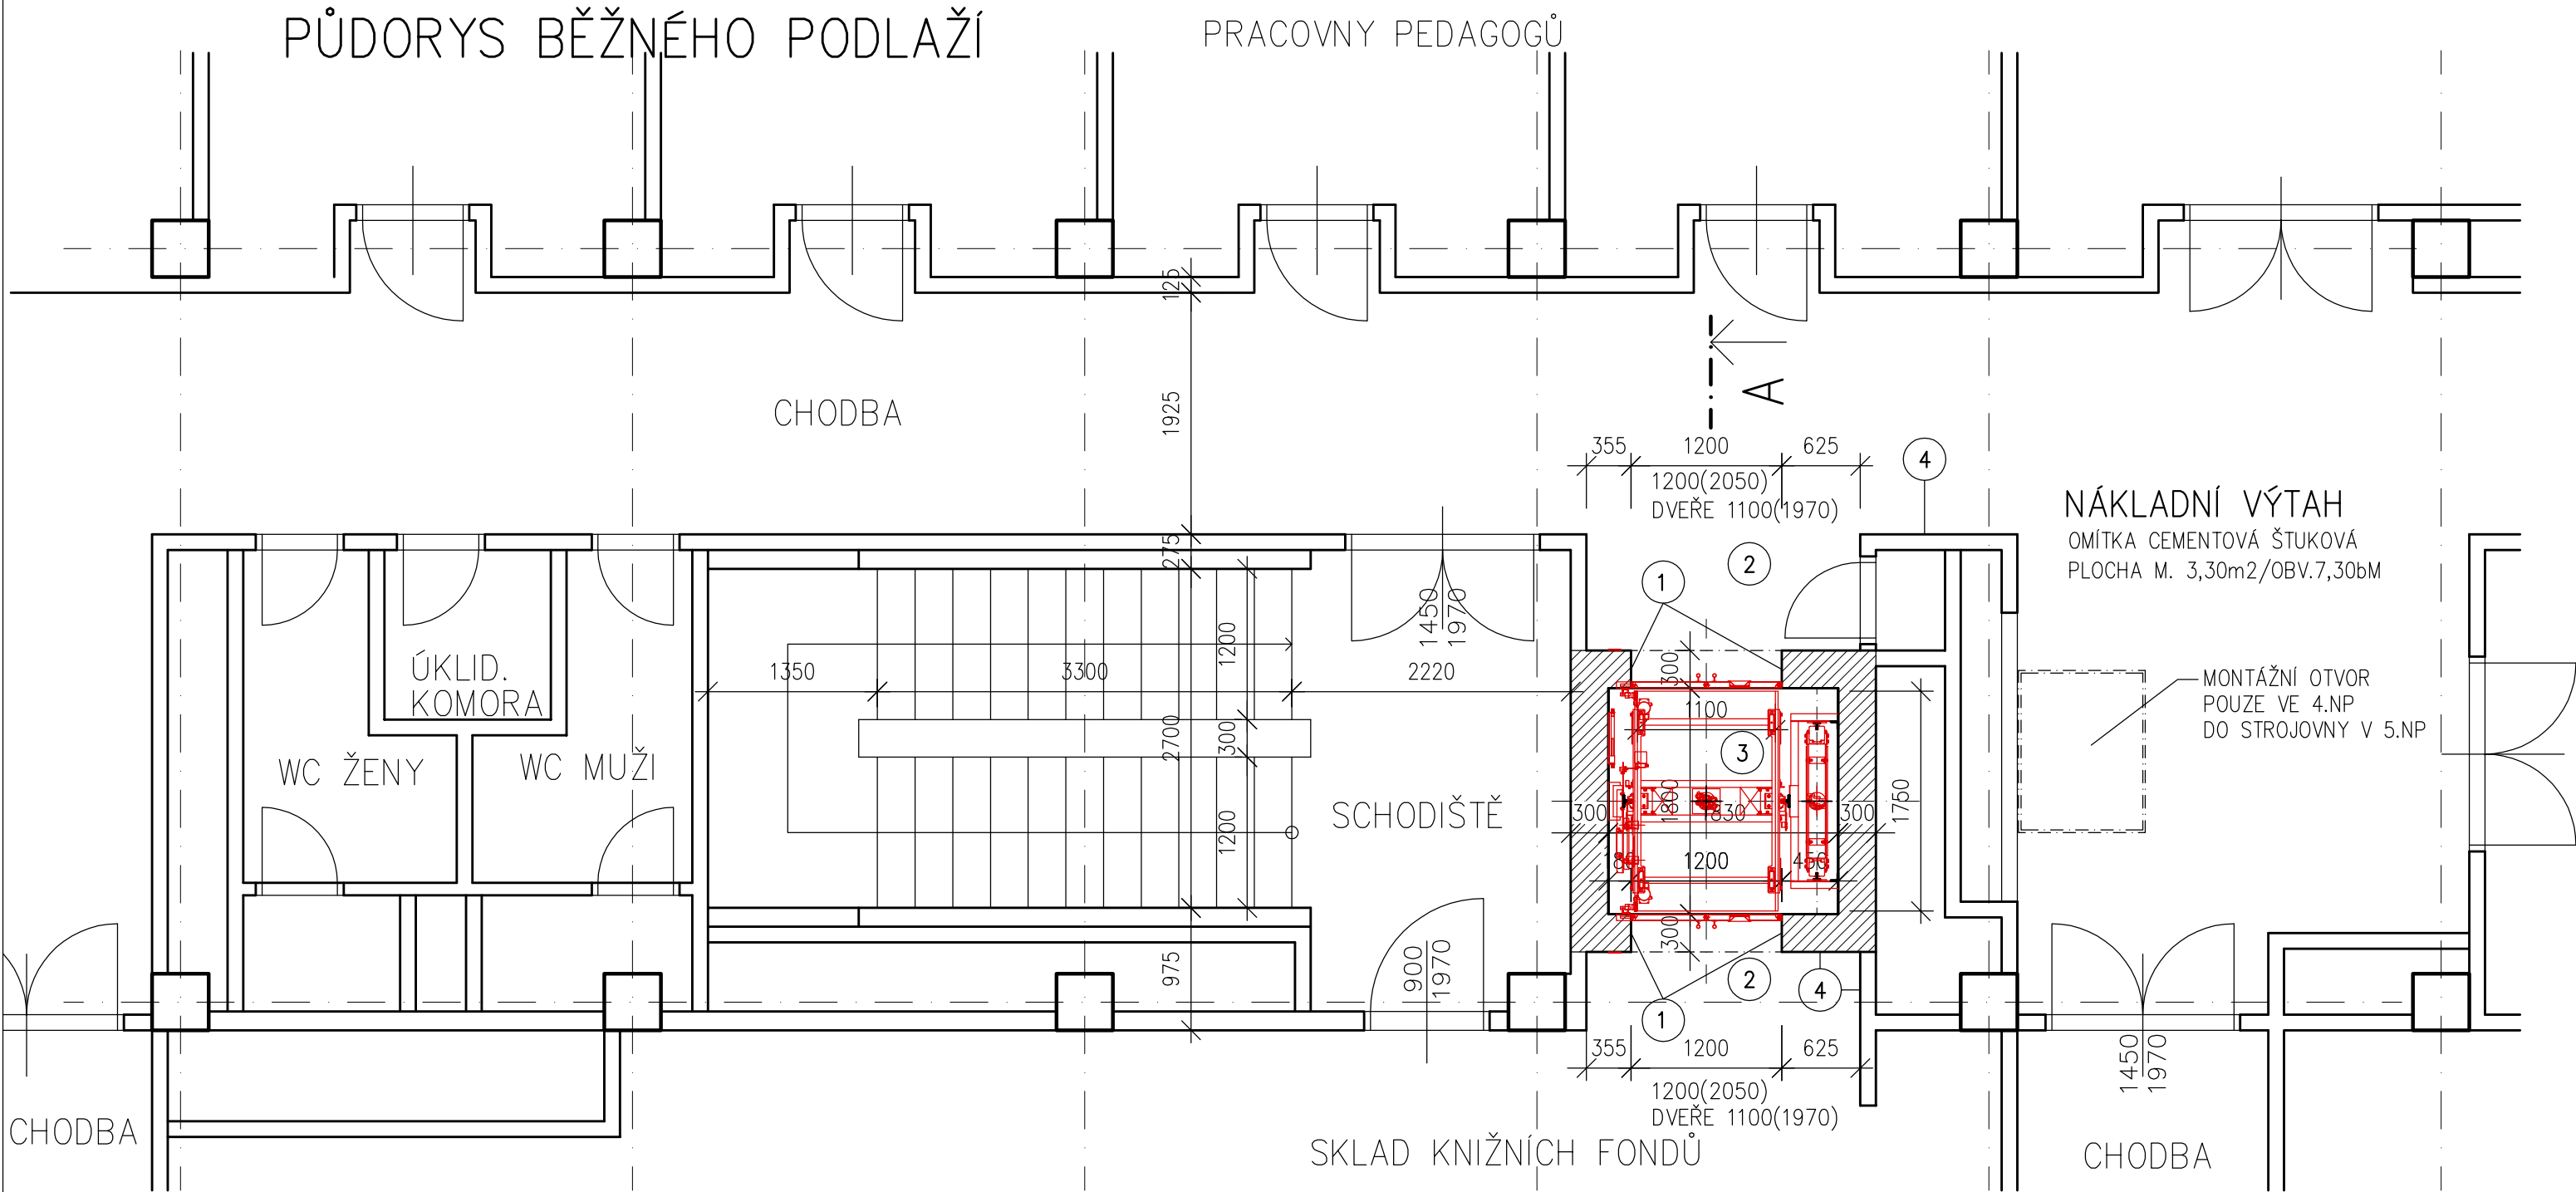 PŮDORYS BĚŽNÉHO PODLAŽÍ
PRACOVNY PEDAGOGŮ
125
CHODBA
1925
A
355 1200 625
1200(2050)
DVEŘE 1100(1970)
4
NÁKLADNÍ VÝTAH
OMÍTKA CEMENTOVÁ ŠTUKOVÁ
PLOCHA M. 3,30m2/OBV.7,30bM
275
2
1
1450
1970
1200
300
ÚKLID.
KOMORA
1350
3300
2220
MONTÁŽNÍ OTVOR
POUZE VE 4.NP
DO STROJOVNY V 5.NP
1100
2700
300
3
WC ŽENY
WC MUŽI
SCHODIŠTĚ
300
1800
830
300
1750
1200
80
1200
450
300
975
900
1970
2
4
1
355 1200 625
1200(2050)
DVEŘE 1100(1970)
1450
1970
CHODBA
SKLAD KNIŽNÍCH FONDŮ
CHODBA